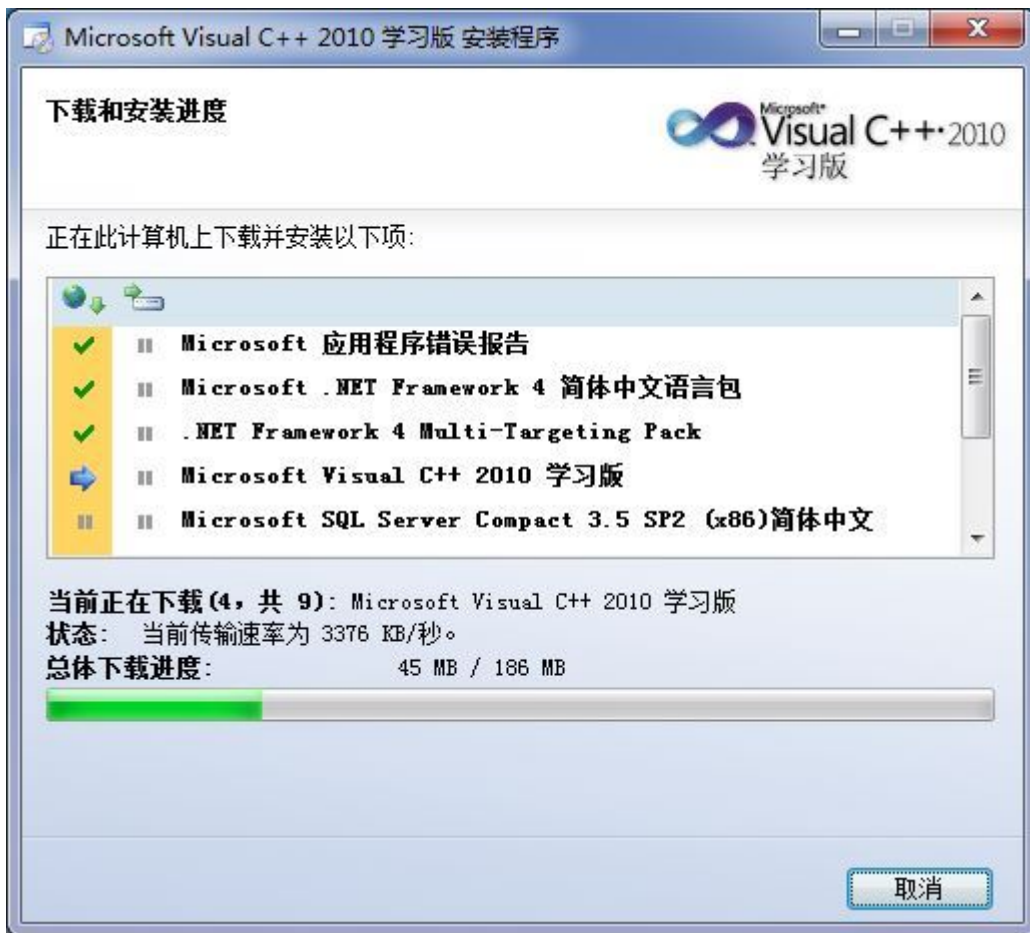 Microsoft Visual C++ 2010 学习版 安装程序
下载和安装进度
Microsoft®
Visual C++·2010
学习版
正在此计算机上下载并安装以下项:
Microsoft 应用程序错误报告
Microsoft .NET Framework 4 简体中文语言包
.NET Framework 4 Multi-Targeting Pack
Microsoft Visual C++ 2010 学习版
Microsoft SQL Server Compact 3.5 SP2 (x86)简体中文
当前正在下载(4，共 9): Microsoft Visual C++ 2010 学习版
状态: 当前传输速率为 3376 KB/秒。
总体下载进度: 45 MB / 186 MB
取消